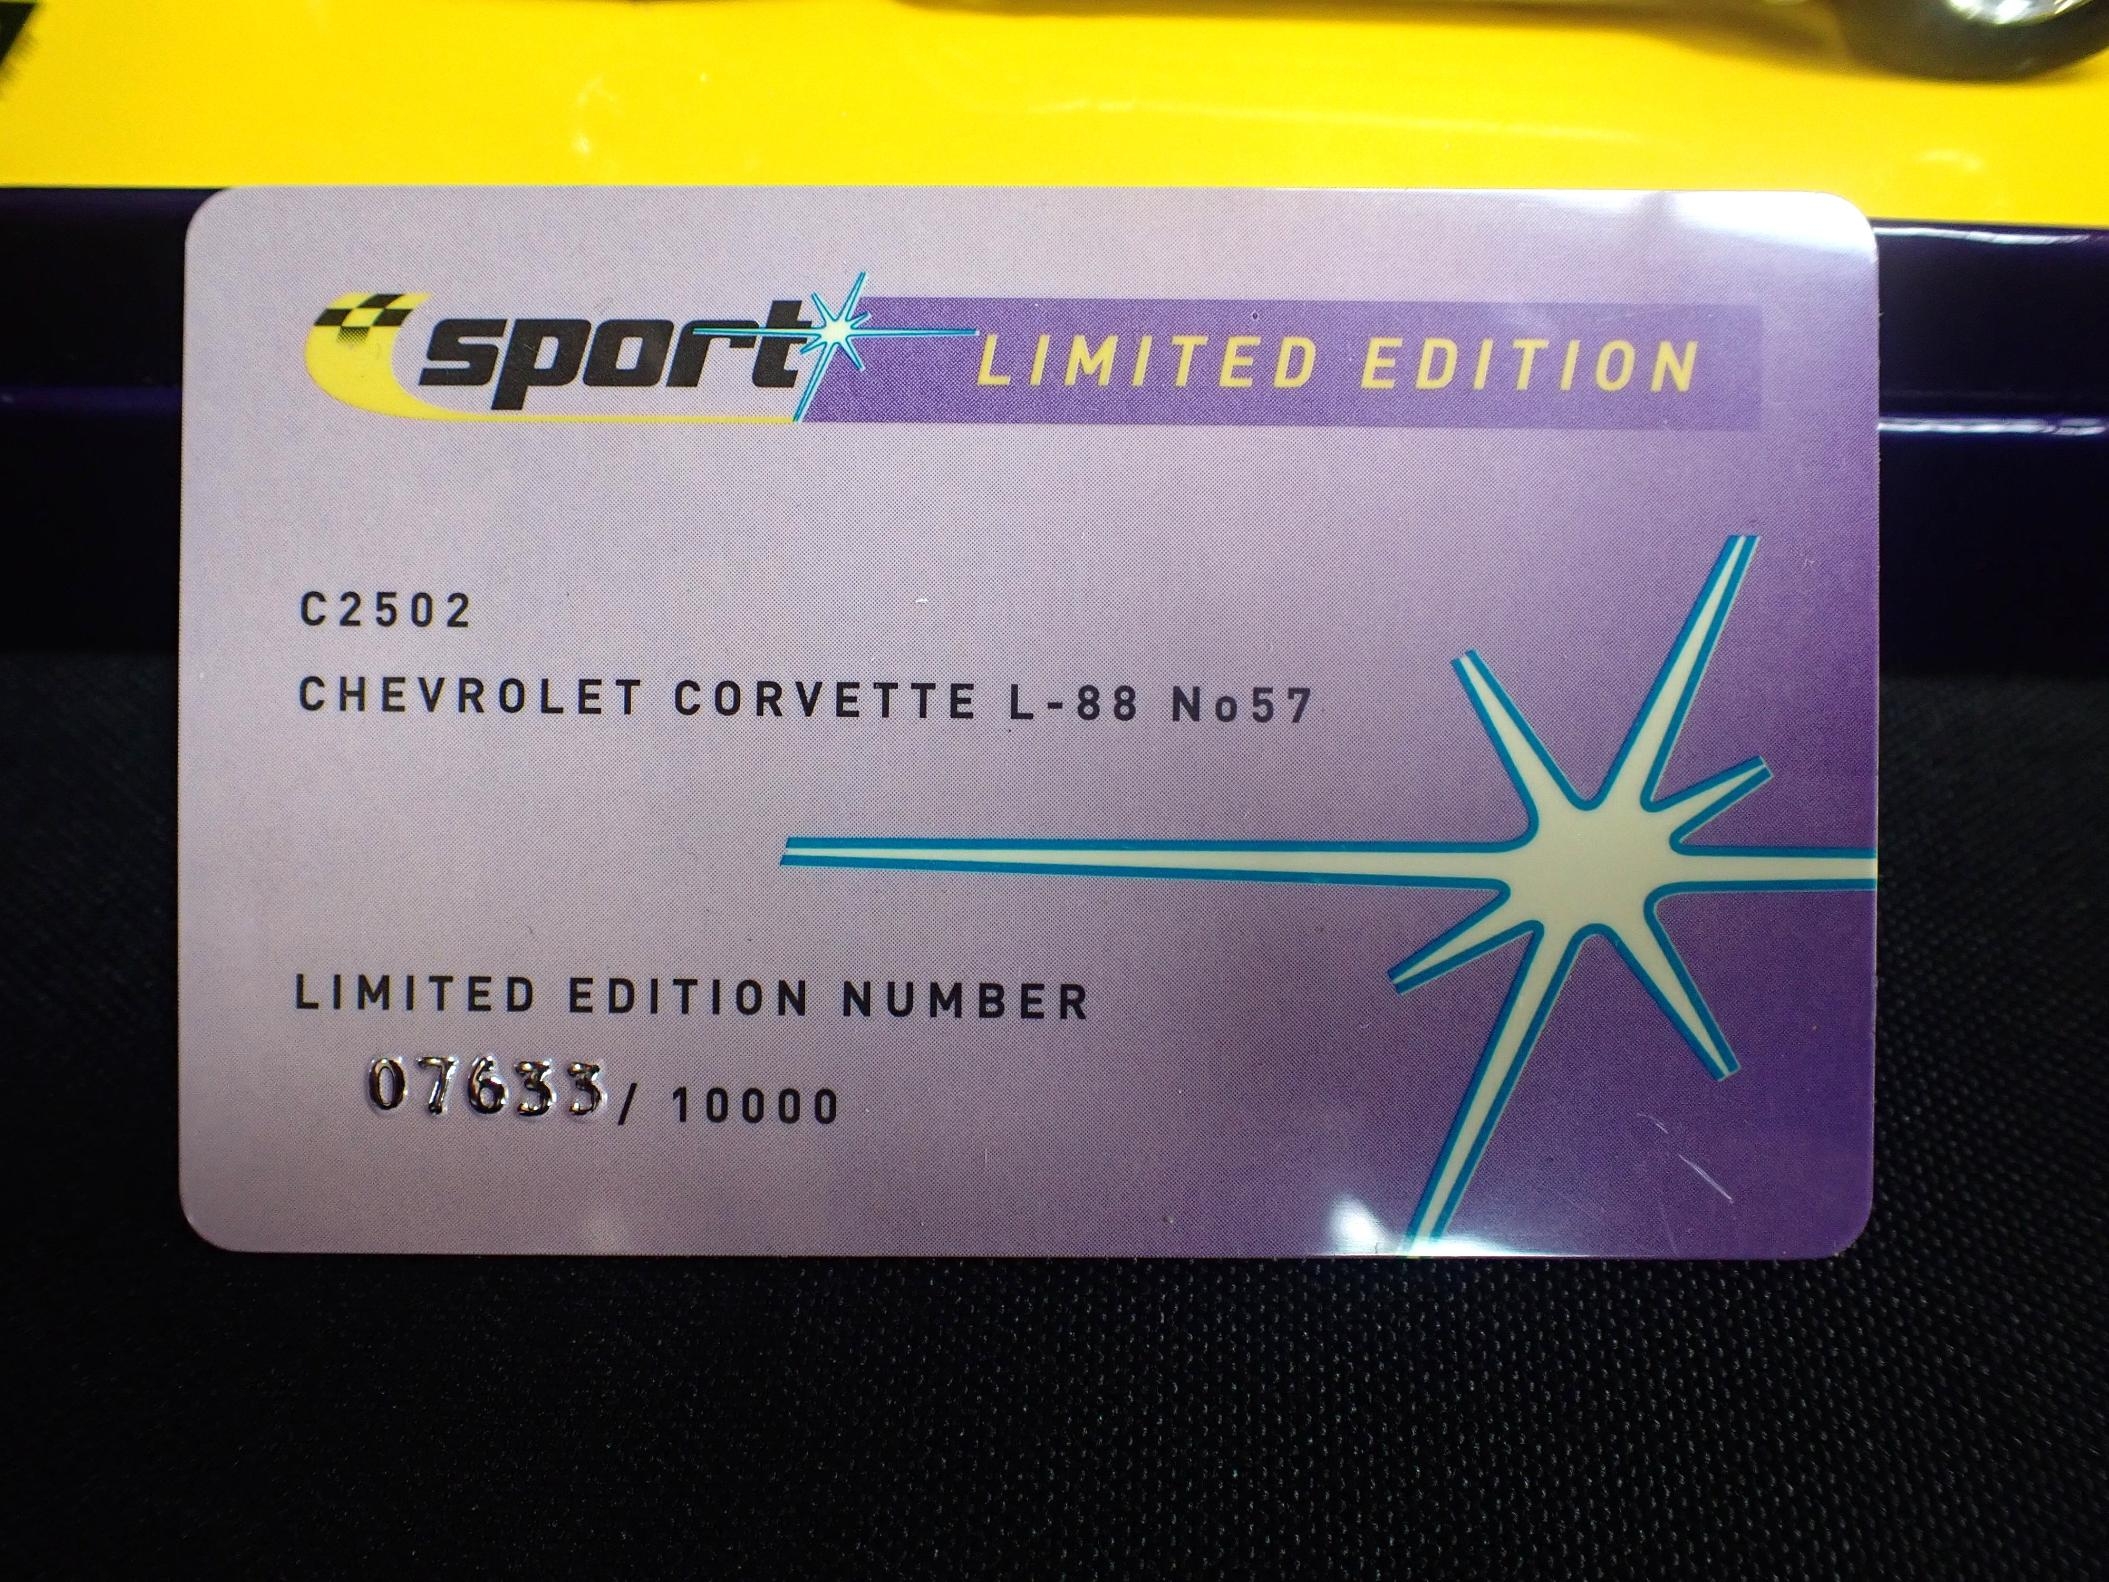 sport LIMITED EDITION
C2502
CHEVROLET CORVETTE L-88 No57
LIMITED EDITION NUMBER
07633/ 10000